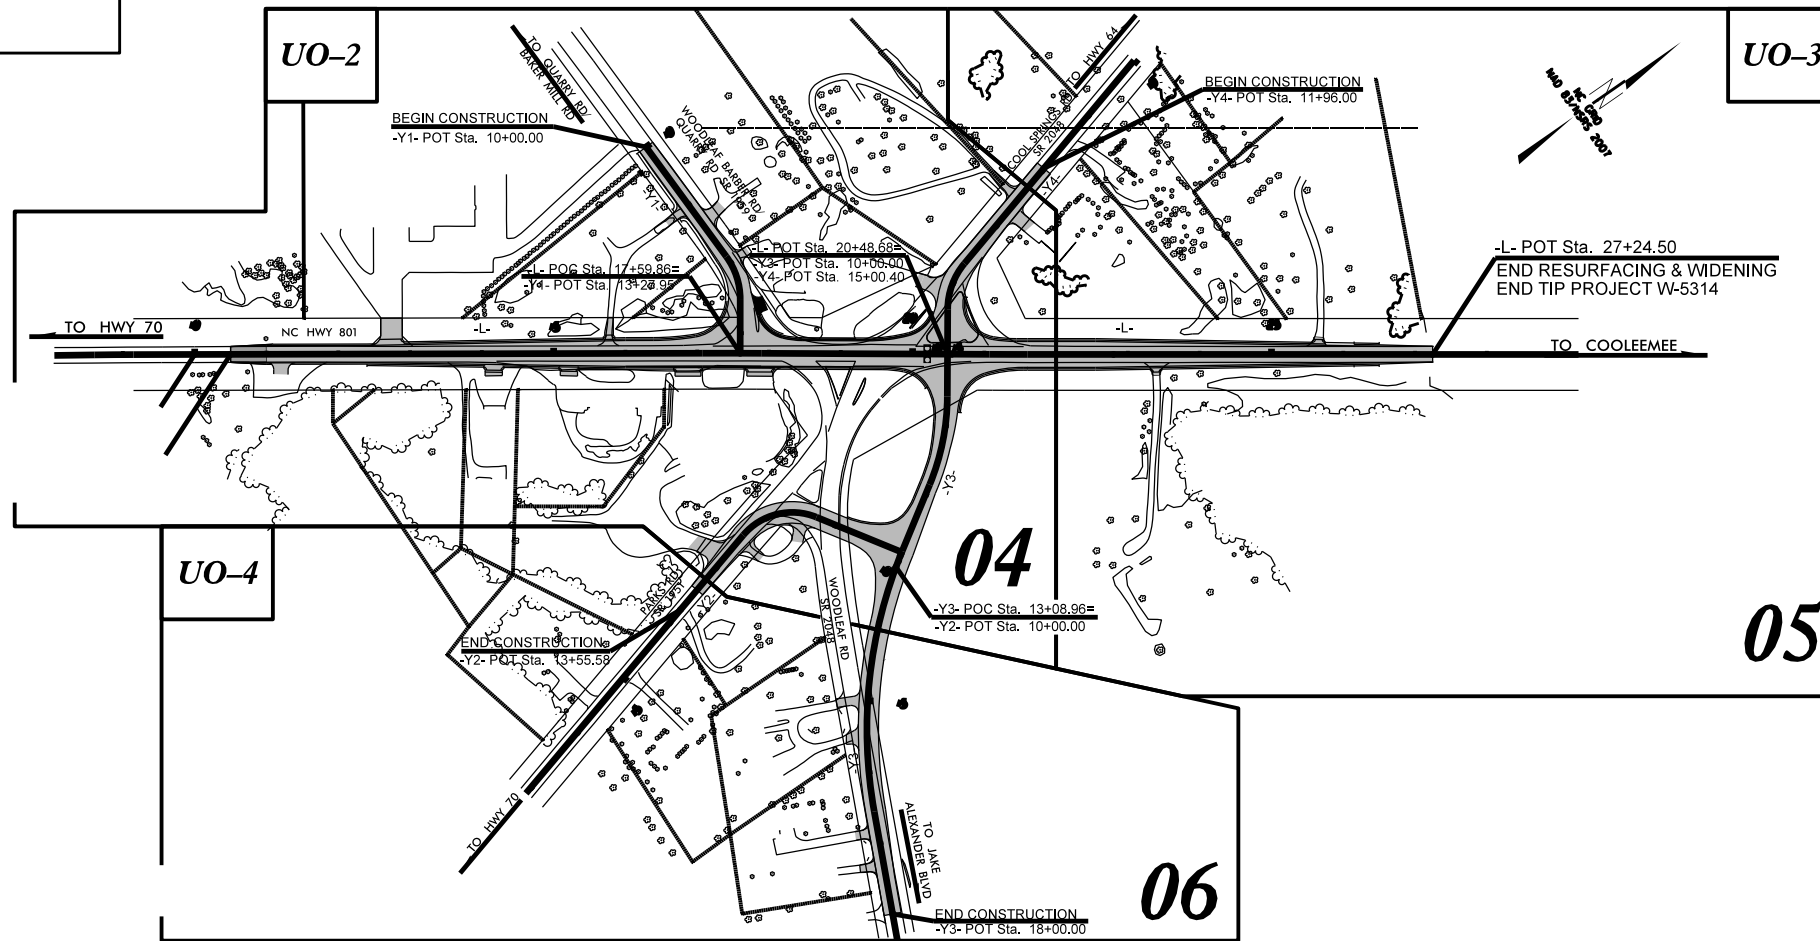 UO–2
UO–3
TO QUARRY RD/
BAKER MILL RD
TO HWY 64
BEGIN CONSTRUCTION
-Y4- POT Sta. 11+96.00
NC GRID
NAD 83/NSRS 2007
BEGIN CONSTRUCTION
-Y1- POT Sta. 10+00.00
WOODLEAF BARBER RD/
QUARRY RD SR 1959
COOL SPRINGS RD
SR 2048
-Y1-
-Y4-
-L- POC Sta. 17+59.86=
-Y1- POT Sta. 13+27.95
-L- POT Sta. 20+48.68=
-Y3- POT Sta. 10+00.00
-Y4- POT Sta. 15+00.40
-L- POT Sta. 27+24.50
END RESURFACING & WIDENING
END TIP PROJECT W-5314
TO HWY 70
NC HWY 801
-L-
-L-
TO COOLEEMEE
-Y3-
04
UO–4
PARKS RD
SR 1951
-Y2-
WOODLEAF RD
SR 2048
-Y3- POC Sta. 13+08.96=
-Y2- POT Sta. 10+00.00
05
END CONSTRUCTION
-Y2- POT Sta. 13+55.58
-Y3-
TO HWY 70
TO JAKE
ALEXANDER BLVD
06
END CONSTRUCTION
-Y3- POT Sta. 18+00.00